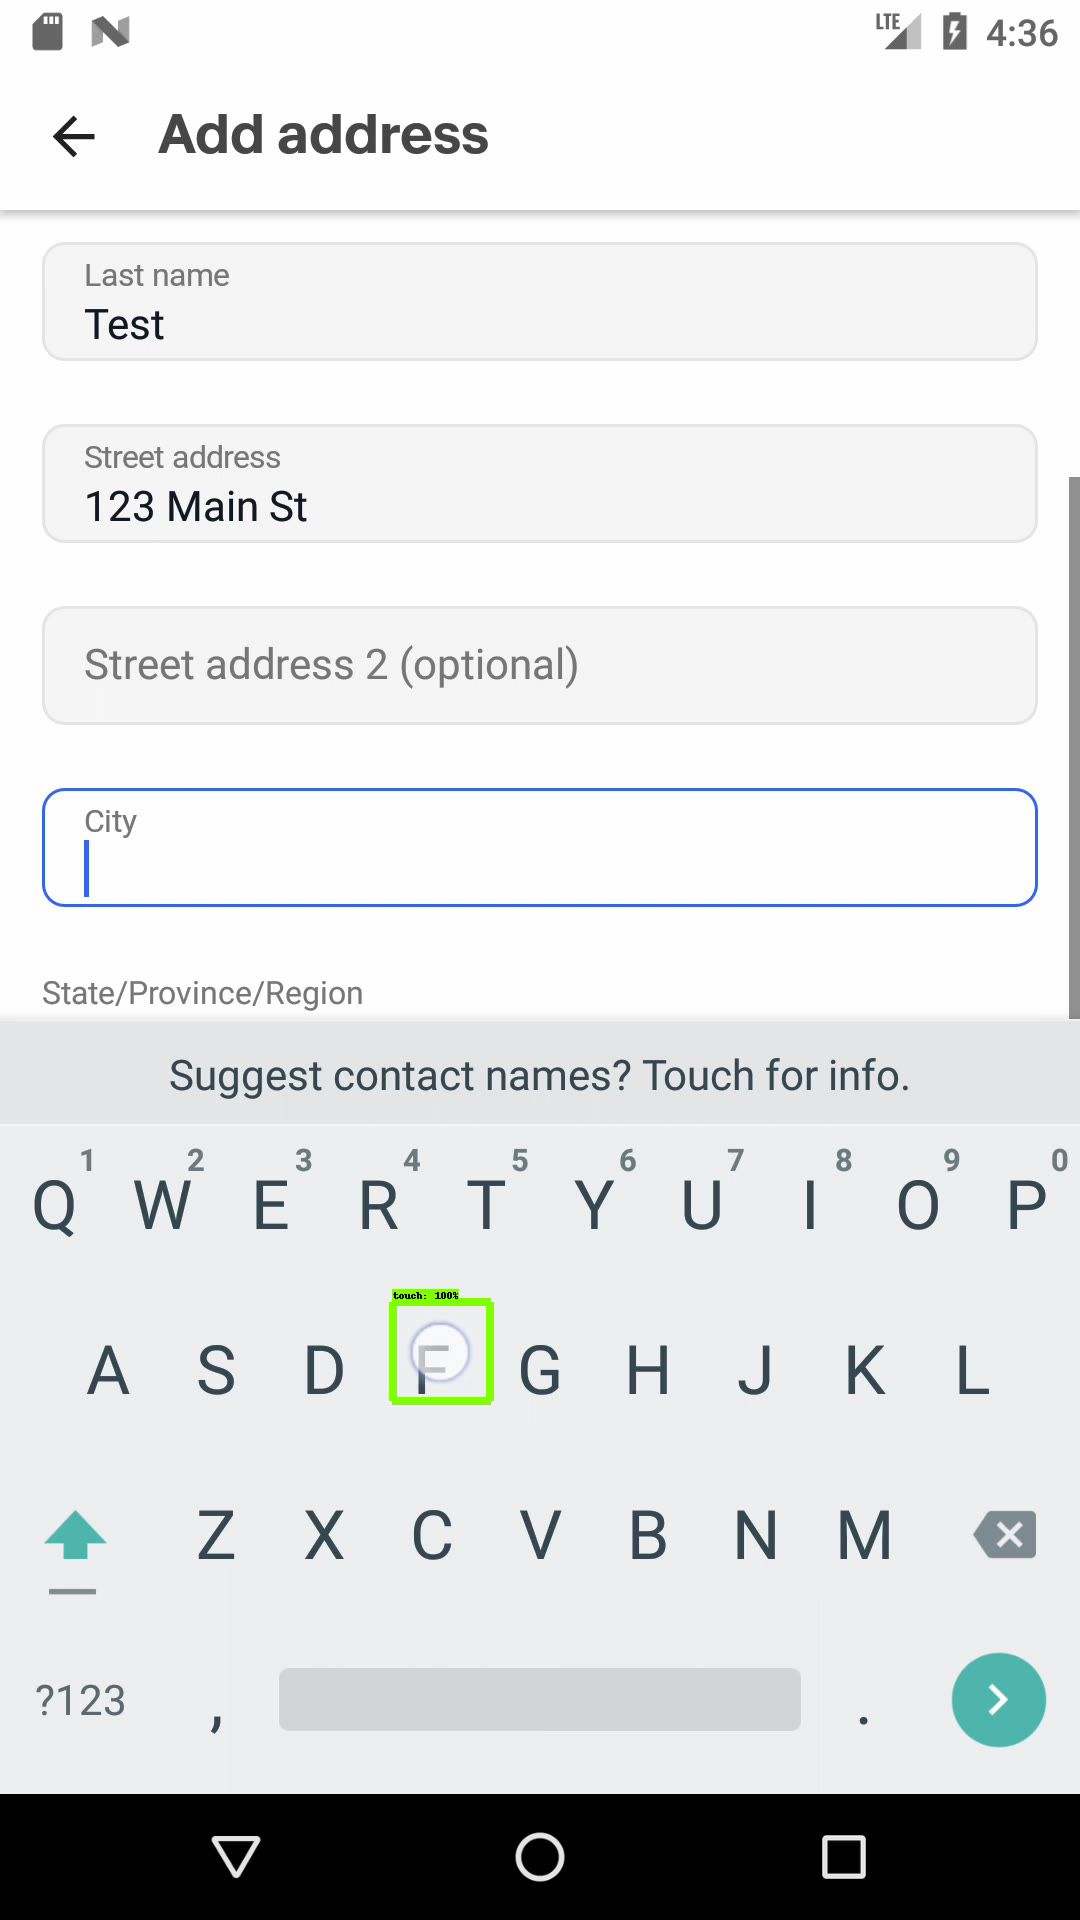 LTE 4:36
Add address
Last name
Test
Street address
123 Main St
Street address 2 (optional)
City
State/Province/Region
Suggest contact names? Touch for info.
1 2 3 4 5 6 7 8 9 0
Q W E R T Y U I O P
touch: 100%
A S D F G H J K L
Z X C V B N M
?123 , .